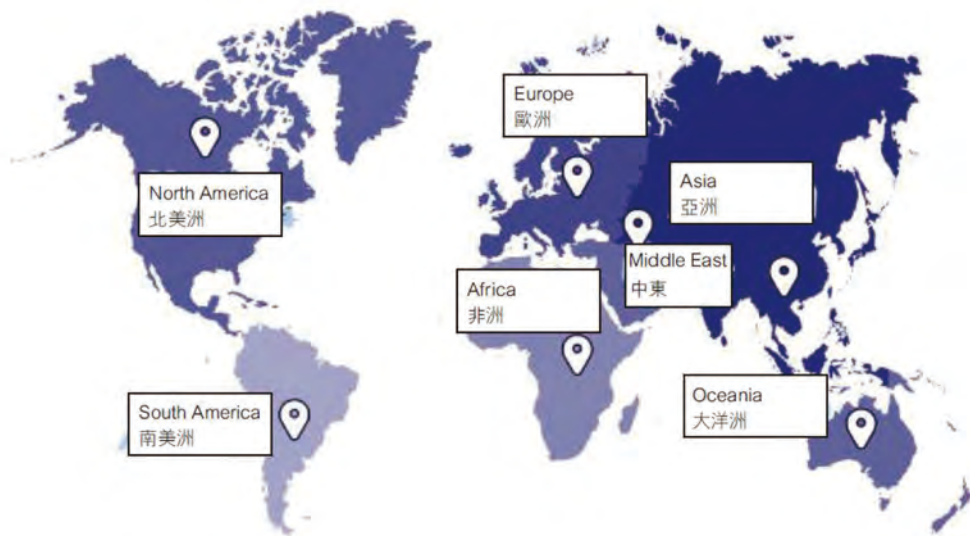 Europe
歐洲
North America
北美洲
Asia
亞洲
Middle East
中東
Africa
非洲
South America
南美洲
Oceania
大洋洲